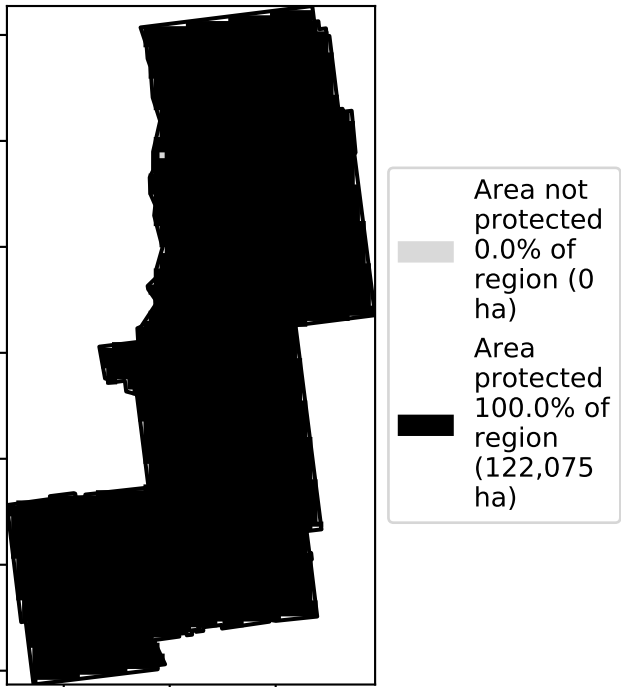 Area not
protected
0.0% of
region (0
ha)
Area
protected
100.0% of
region
(122,075
ha)